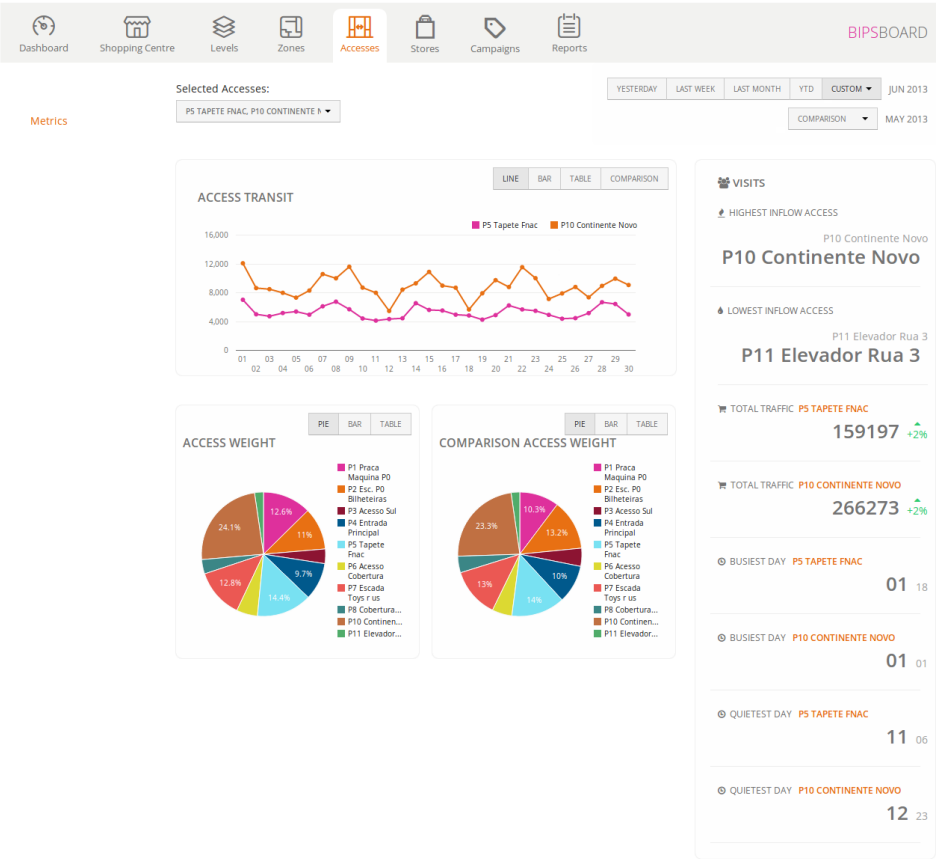 Dashboard
Shopping Centre
Levels
Zones
Accesses
Stores
Campaigns
Reports
BIPSBOARD
Metrics
Selected Accesses:
P5 TAPETE FNAC, P10 CONTINENTE N
YESTERDAY
LAST WEEK
LAST MONTH
YTD
CUSTOM
JUN 2013
COMPARISON
MAY 2013
ACCESS TRANSIT
LINE
BAR
TABLE
COMPARISON
P5 Tapete Fnac
P10 Continente Novo
16,000
12,000
8,000
4,000
0
01 03 05 07 09 11 13 15 17 19 21 23 25 27 29
02 04 06 08 10 12 14 16 18 20 22 24 26 28 30
ACCESS WEIGHT
PIE
BAR
TABLE
12.6%
11%
9.7%
14.4%
12.8%
24.1%
P1 Praca
Maquina P0
P2 Esc. P0
Bilheteiras
P3 Acesso Sul
P4 Entrada
Principal
P5 Tapete
Fnac
P6 Acesso
Cobertura
P7 Escada
Toys r us
P8 Cobertura...
P10 Continen...
P11 Elevador...
COMPARISON ACCESS WEIGHT
PIE
BAR
TABLE
10.3%
13.2%
10%
14%
13%
23.3%
P1 Praca
Maquina P0
P2 Esc. P0
Bilheteiras
P3 Acesso Sul
P4 Entrada
Principal
P5 Tapete
Fnac
P6 Acesso
Cobertura
P7 Escada
Toys r us
P8 Cobertura...
P10 Continen...
P11 Elevador...
VISITS
HIGHEST INFLOW ACCESS
P10 Continente Novo
P10 Continente Novo
LOWEST INFLOW ACCESS
P11 Elevador Rua 3
P11 Elevador Rua 3
TOTAL TRAFFIC P5 TAPETE FNAC
159197 +2%
TOTAL TRAFFIC P10 CONTINENTE NOVO
266273 +2%
BUSIEST DAY P5 TAPETE FNAC
01 18
BUSIEST DAY P10 CONTINENTE NOVO
01 01
QUIETEST DAY P5 TAPETE FNAC
11 06
QUIETEST DAY P10 CONTINENTE NOVO
12 23